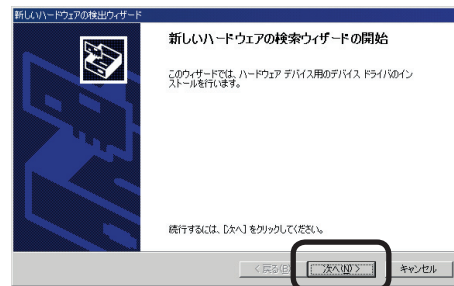 新しいハードウェアの検出ウィザード
新しいハードウェアの検索ウィザードの開始
このウィザードでは、ハードウェア デバイス用のデバイス ドライバのイン
ストールを行います。
続行するには、[次へ] をクリックしてください。
< 戻る(B) 次へ(N) > キャンセル